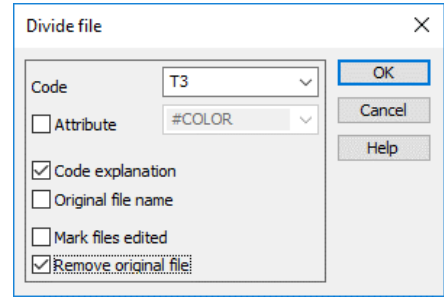 Divide file
Code T3
Attribute #COLOR
Code explanation
Original file name
Mark files edited
Remove original file
OK
Cancel
Help